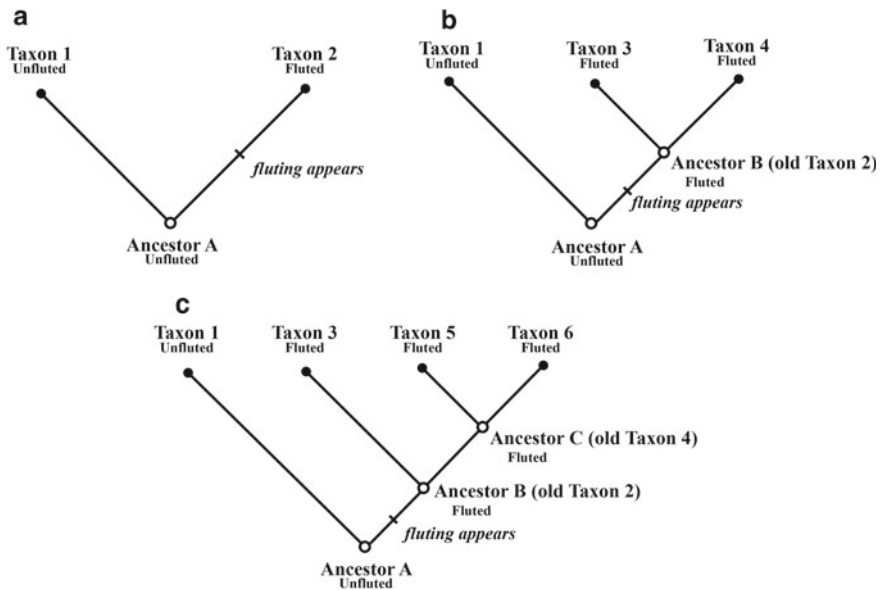 a
Taxon 1
Unfluted
Taxon 2
Fluted
fluting appears
Ancestor A
Unfluted
b
Taxon 1
Unfluted
Taxon 3
Fluted
Taxon 4
Fluted
Ancestor B (old Taxon 2)
Fluted
fluting appears
Ancestor A
Unfluted
c
Taxon 1
Unfluted
Taxon 3
Fluted
Taxon 5
Fluted
Taxon 6
Fluted
Ancestor C (old Taxon 4)
Fluted
Ancestor B (old Taxon 2)
Fluted
fluting appears
Ancestor A
Unfluted